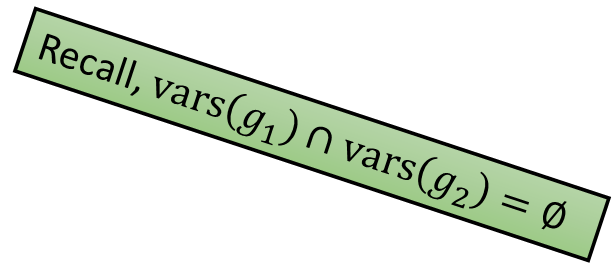 Recall, vars(g₁) ∩ vars(g₂) = ∅